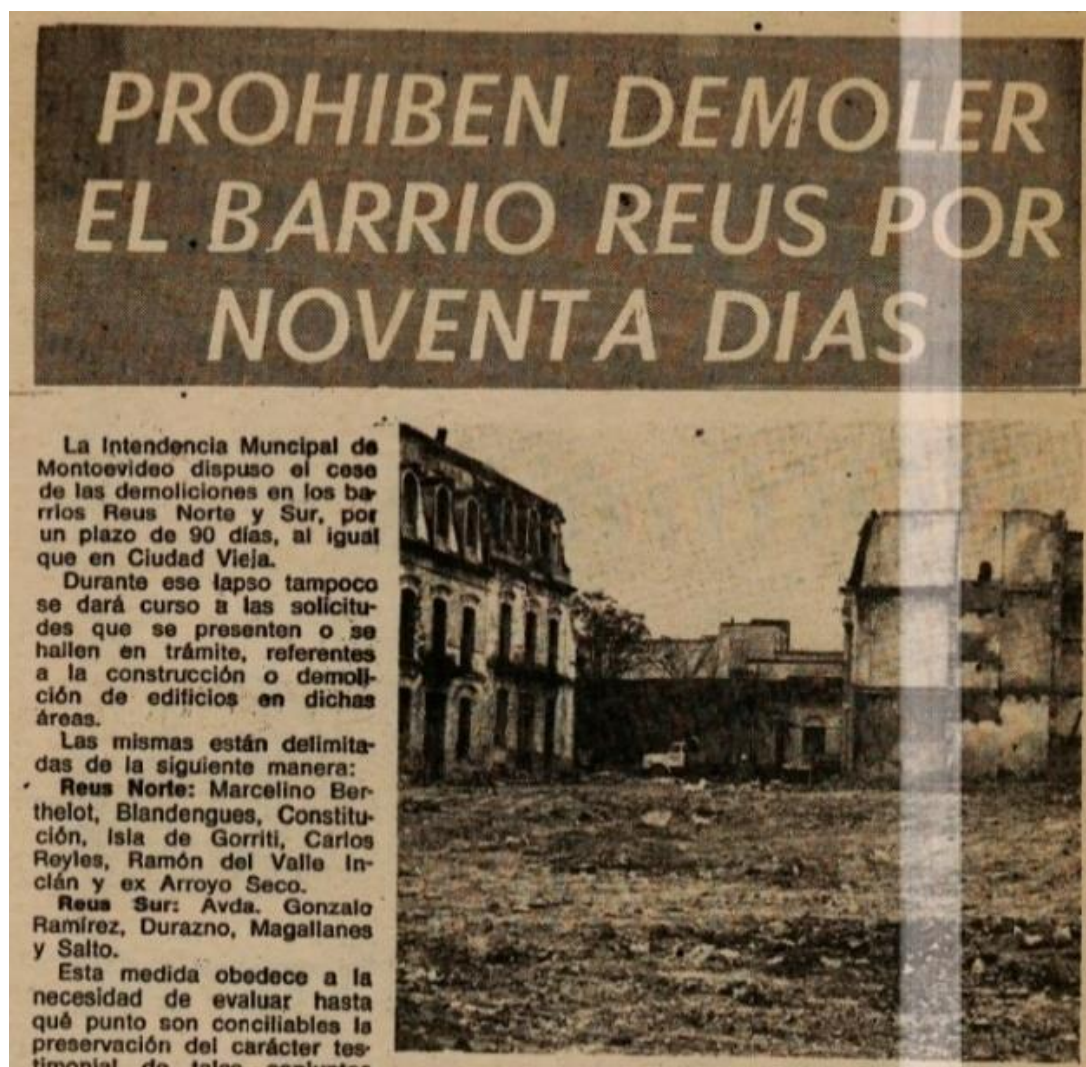 PROHIBEN DEMOLER
EL BARRIO REUS POR
NOVENTA DIAS
La Intendencia Muncipal de
Montoevideo dispuso el cese
de las demoliciones en los ba-
rrios Reus Norte y Sur, por
un plazo de 90 días, al igual
que en Ciudad Vieja.
Durante ese lapso tampoco
se dará curso a las solicitu-
des que se presenten o se
hallen en trámite, referentes
a la construcción o demoli-
ción de edificios en dichas
áreas.
Las mismas están delimita-
das de la siguiente manera:
Reus Norte: Marcelino Ber-
thelot, Blandengues, Constitu-
ción, Isla de Gorriti, Carlos
Reyles, Ramón del Valle In-
clán y ex Arroyo Seco.
Reus Sur: Avda. Gonzalo
Ramírez, Durazno, Magallanes
y Salto.
Esta medida obedece a la
necesidad de evaluar hasta
qué punto son conciliables la
preservación del carácter tes-
timonial de tales conjuntos